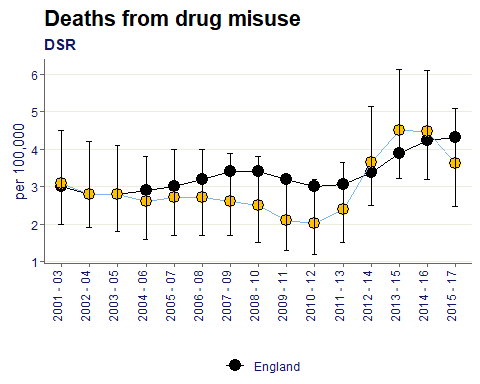 Deaths from drug misuse
DSR
per 100,000
6
5
4
3
2
1
2001 - 03
2002 - 04
2003 - 05
2004 - 06
2005 - 07
2006 - 08
2007 - 09
2008 - 10
2009 - 11
2010 - 12
2011 - 13
2012 - 14
2013 - 15
2014 - 16
2015 - 17
England